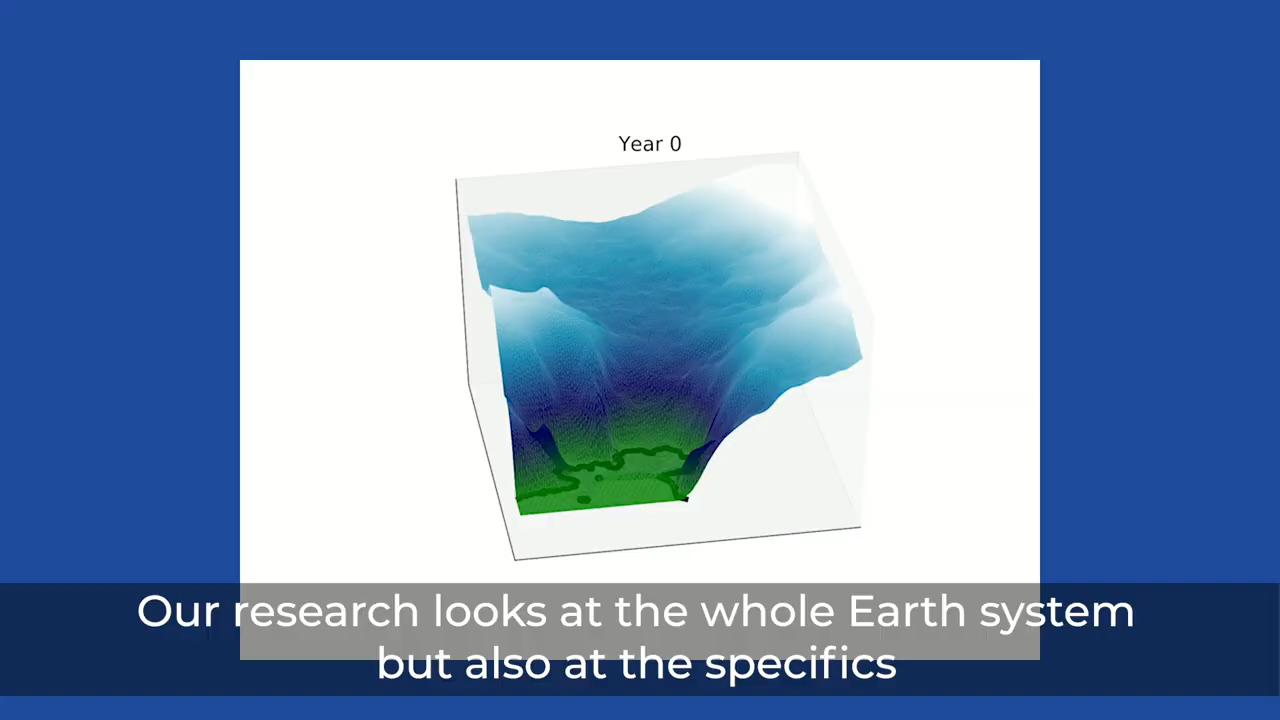 Year 0
Our research looks at the whole Earth system
but also at the specifics